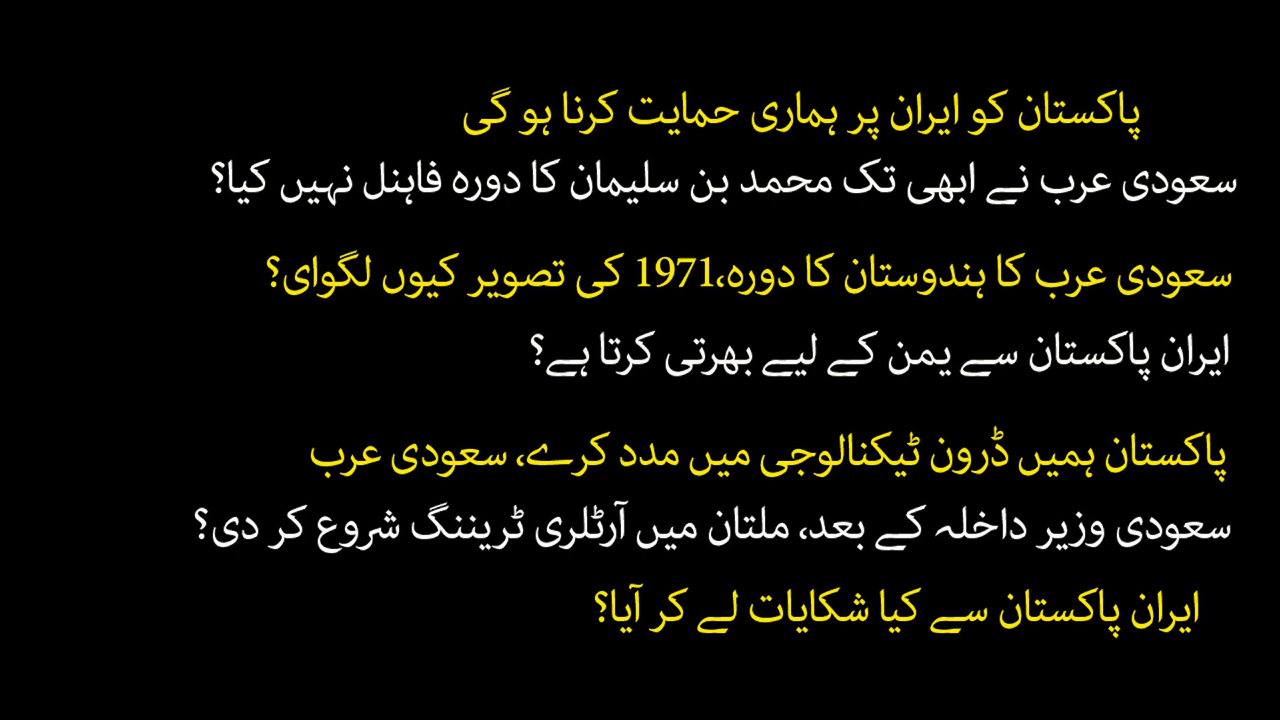 پاکستان کو ایران پر ہماری حمایت کرنا ہو گی
سعودی عرب نے ابھی تک محمد بن سلیمان کا دورہ فاہنل نہیں کیا؟
سعودی عرب کا ہندوستان کا دورہ،1971 کی تصویر کیوں لگوای؟
ایران پاکستان سے یمن کے لیے بھرتی کرتا ہے؟
پاکستان ہمیں ڈرون ٹیکنالوجی میں مدد کرے، سعودی عرب
سعودی وزیر داخلہ کے بعد، ملتان میں آرٹلری ٹریننگ شروع کر دی؟
ایران پاکستان سے کیا شکایات لے کر آیا؟